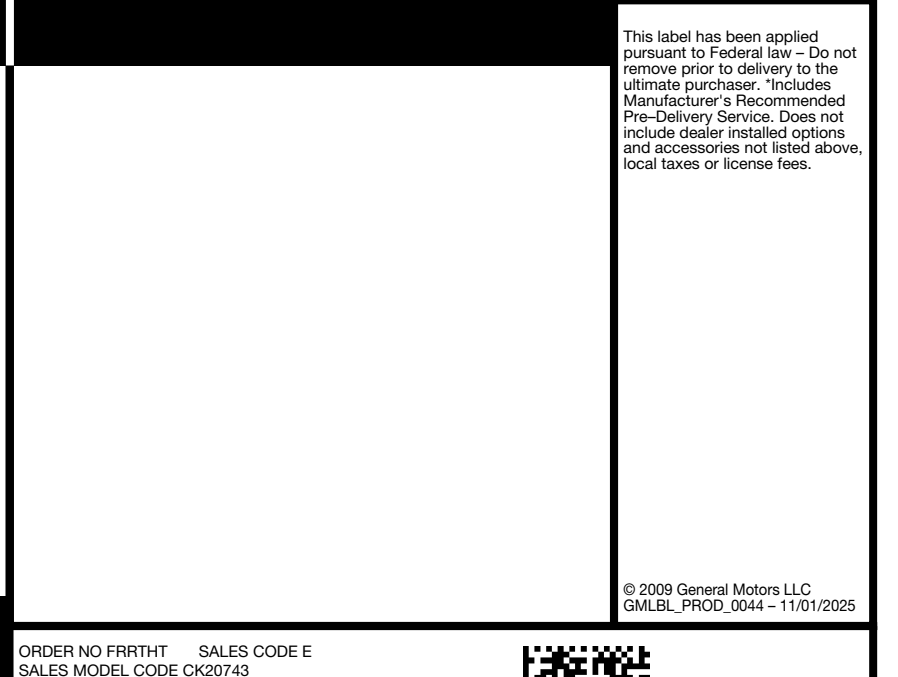 This label has been applied
pursuant to Federal law – Do not
remove prior to delivery to the
ultimate purchaser. *Includes
Manufacturer's Recommended
Pre–Delivery Service. Does not
include dealer installed options
and accessories not listed above,
local taxes or license fees.
© 2009 General Motors LLC
GMLBL_PROD_0044 – 11/01/2025
ORDER NO FRRTHT SALES CODE E
SALES MODEL CODE CK20743